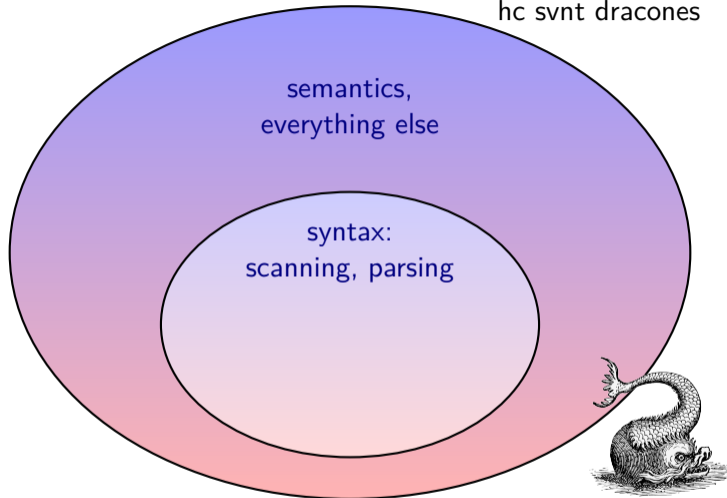 hc svnt dracones
semantics,
everything else
syntax:
scanning, parsing